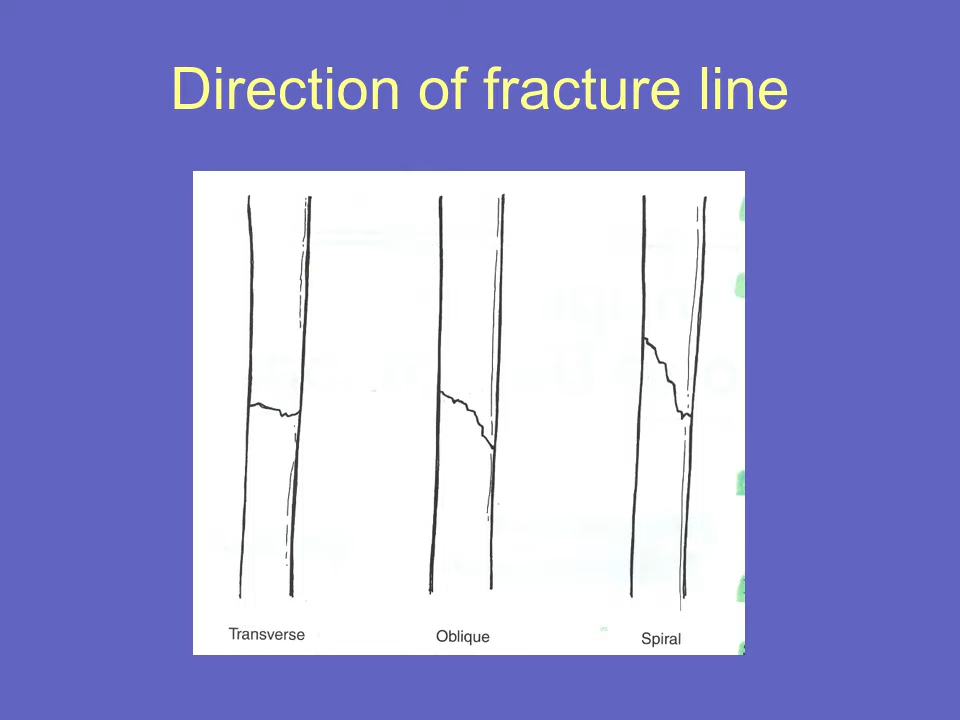 Direction of fracture line
Transverse
Oblique
Spiral